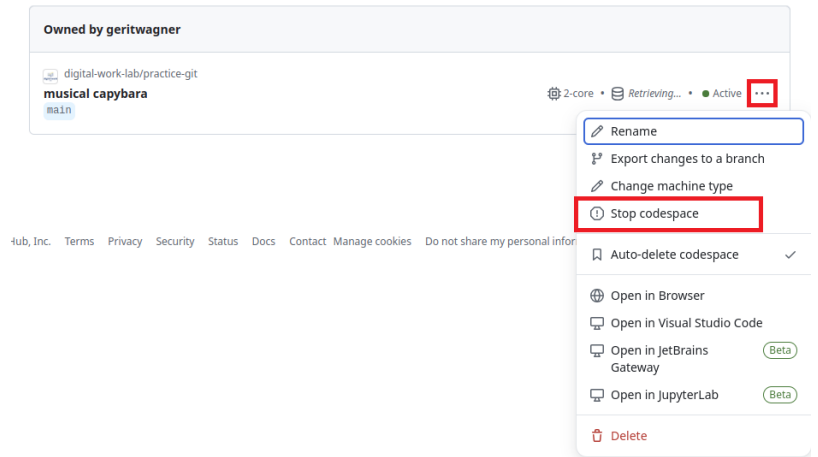 Owned by geritwagner
digital-work-lab/practice-git
musical capybara
2-core • Retrieving... • Active ...
main
Rename
Export changes to a branch
Change machine type
Stop codespace
Hub, Inc. Terms Privacy Security Status Docs Contact Manage cookies Do not share my personal infor
Auto-delete codespace
Open in Browser
Open in Visual Studio Code
Open in JetBrains Beta
Gateway
Open in JupyterLab Beta
Delete